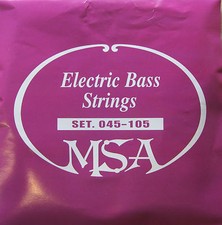 Electric Bass
Strings
SET. 045-105
MSA